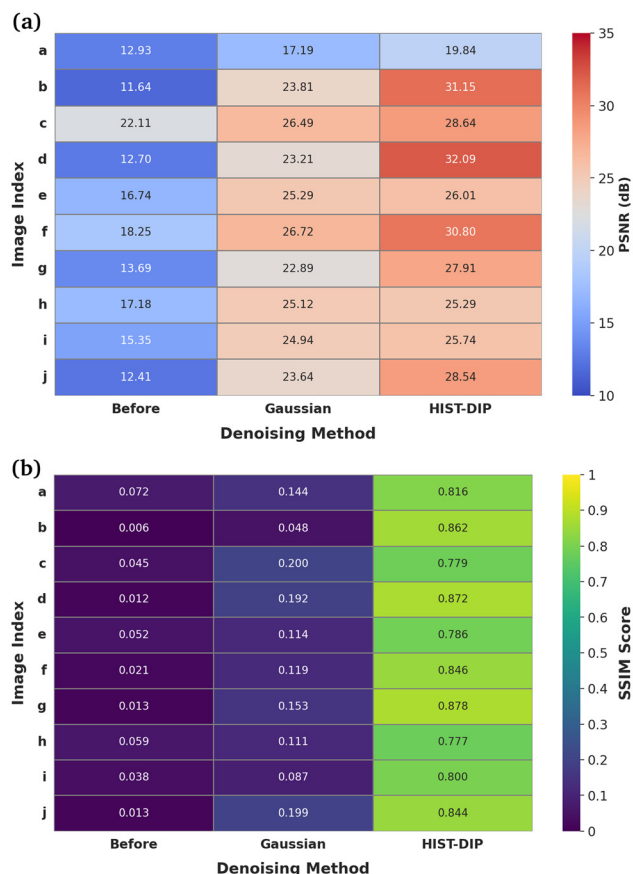 (a)
a 12.93 17.19 19.84
b 11.64 23.81 31.15
c 22.11 26.49 28.64
d 12.70 23.21 32.09
e 16.74 25.29 26.01
f 18.25 26.72 30.80
g 13.69 22.89 27.91
h 17.18 25.12 25.29
i 15.35 24.94 25.74
j 12.41 23.64 28.54
Image Index
Before Gaussian HIST-DIP
Denoising Method
35
30
25
20
15
10
PSNR (dB)
(b)
a 0.072 0.144 0.816
b 0.006 0.048 0.862
c 0.045 0.200 0.779
d 0.012 0.192 0.872
e 0.052 0.114 0.786
f 0.021 0.119 0.846
g 0.013 0.153 0.878
h 0.059 0.111 0.777
i 0.038 0.087 0.800
j 0.013 0.199 0.844
Image Index
Before Gaussian HIST-DIP
Denoising Method
1
0.9
0.8
0.7
0.6
0.5
0.4
0.3
0.2
0.1
0
SSIM Score